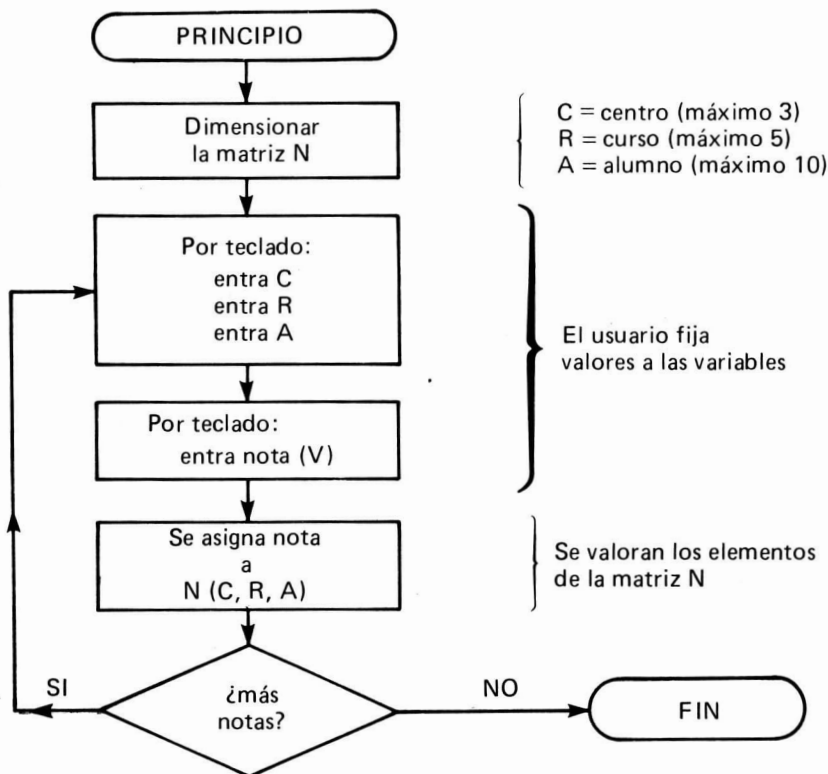 PRINCIPIO
Dimensionar
la matriz N
C = centro (máximo 3)
R = curso (máximo 5)
A = alumno (máximo 10)
Por teclado:
entra C
entra R
entra A
El usuario fija
valores a las variables
Por teclado:
entra nota (V)
Se asigna nota
a
N (C, R, A)
Se valoran los elementos
de la matriz N
SI
¿más
notas?
NO
FIN